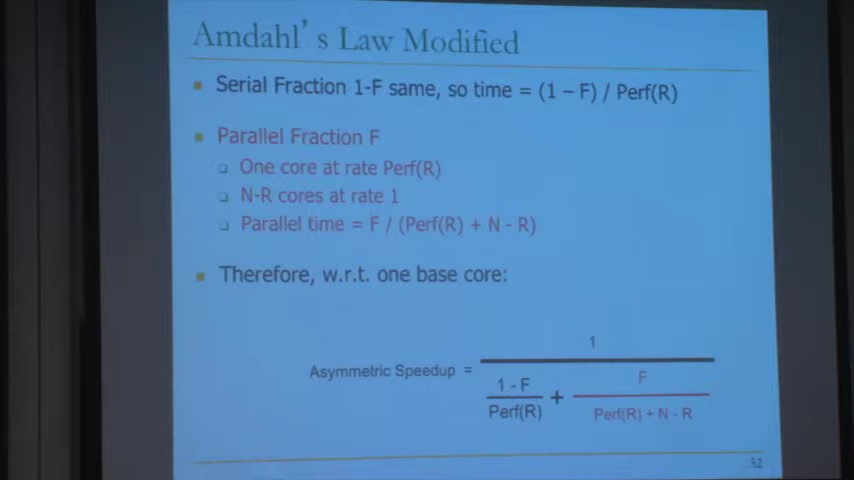 Amdahl's Law Modified
Serial Fraction 1-F same, so time = (1 – F) / Perf(R)
Parallel Fraction F
One core at rate Perf(R)
N-R cores at rate 1
Parallel time = F / (Perf(R) + N - R)
Therefore, w.r.t. one base core:
1
Asymmetric Speedup =
1 - F
+
F
Perf(R)
Perf(R) + N - R
52